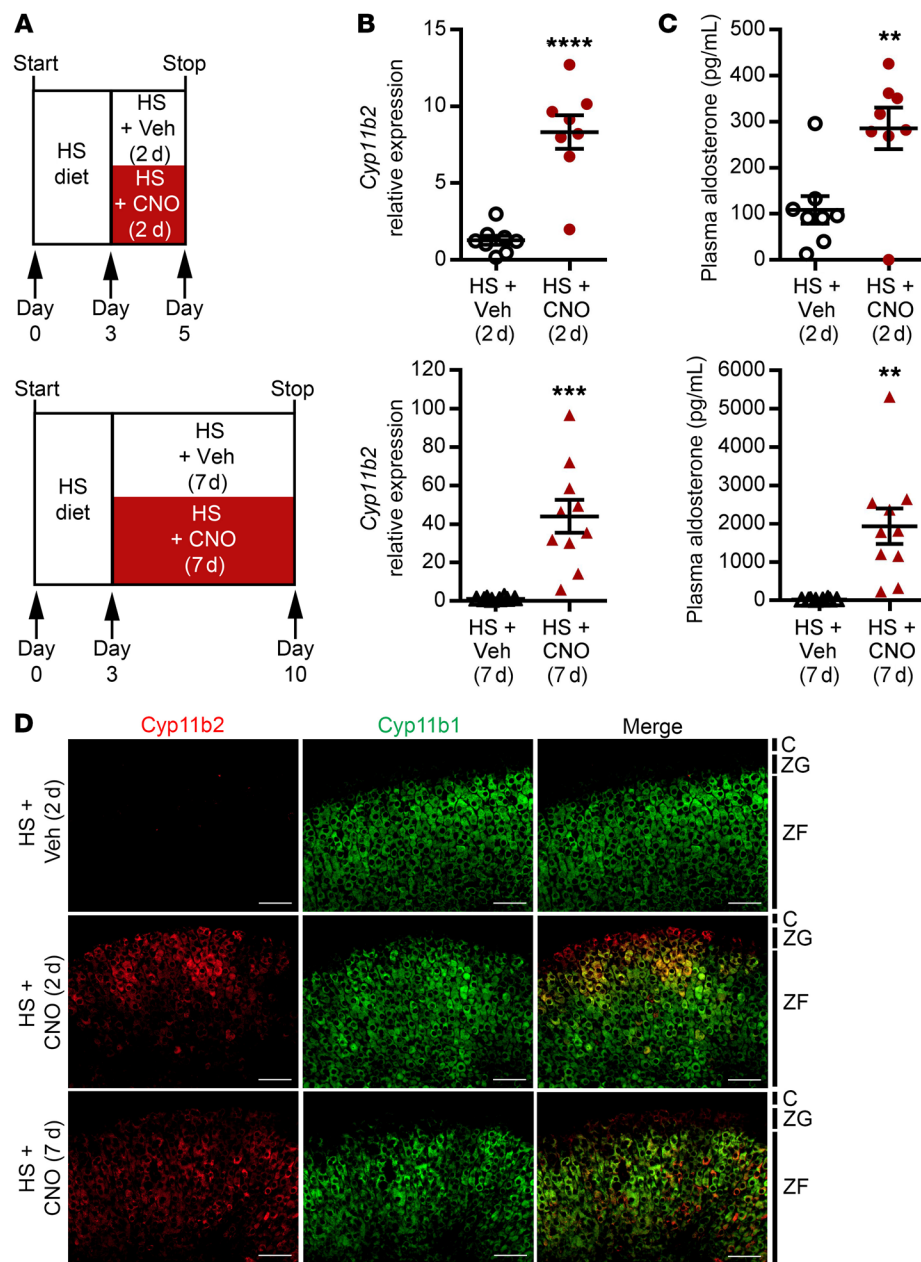 A
Start
Stop
HS
diet
HS
+ Veh
(2 d)
HS
+ CNO
(2 d)
Day
0
Day
3
Day
5
Start
Stop
HS
diet
HS
+ Veh
(7 d)
HS
+ CNO
(7 d)
Day
0
Day
3
Day
10
B
Cyp11b2
relative expression
15
10
5
0
****
HS +
Veh
(2 d)
HS +
CNO
(2 d)
Cyp11b2
relative expression
120
100
80
60
40
20
0
***
HS +
Veh
(7 d)
HS +
CNO
(7 d)
C
Plasma aldosterone (pg/mL)
500
400
300
200
100
0
**
HS +
Veh
(2 d)
HS +
CNO
(2 d)
Plasma aldosterone (pg/mL)
6000
5000
4000
3000
2000
1000
0
**
HS +
Veh
(7 d)
HS +
CNO
(7 d)
D
Cyp11b2
Cyp11b1
Merge
HS +
Veh (2 d)
C
ZG
ZF
HS +
CNO (2 d)
C
ZG
ZF
HS +
CNO (7 d)
C
ZG
ZF